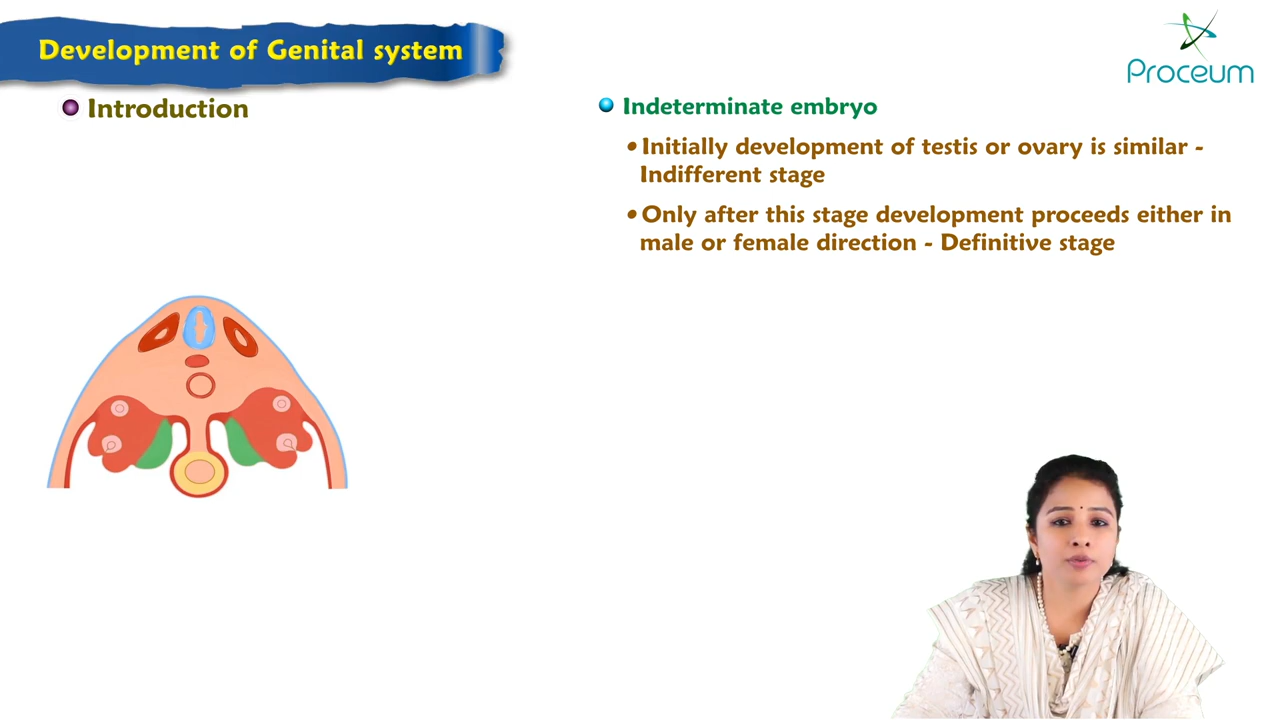 Development of Genital system
Proceum
Introduction
Indeterminate embryo
•Initially development of testis or ovary is similar -
Indifferent stage
•Only after this stage development proceeds either in
male or female direction - Definitive stage